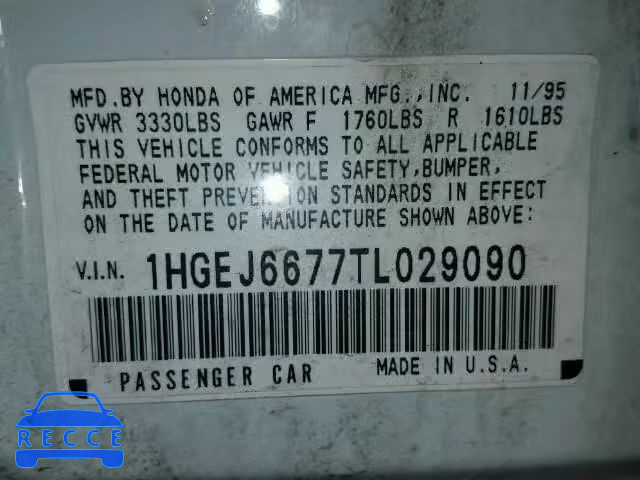 MFD.BY HONDA OF AMERICA MFG.,INC. 11/95
GVWR 3330LBS GAWR F 1760LBS R 1610LBS
THIS VEHICLE CONFORMS TO ALL APPLICABLE
FEDERAL MOTOR VEHICLE SAFETY,BUMPER,
AND THEFT PREVENTION STANDARDS IN EFFECT
ON THE DATE OF MANUFACTURE SHOWN ABOVE:
V.I.N. 1HGEJ6677TL029090
PASSENGER CAR MADE IN U.S.A.
RECCE